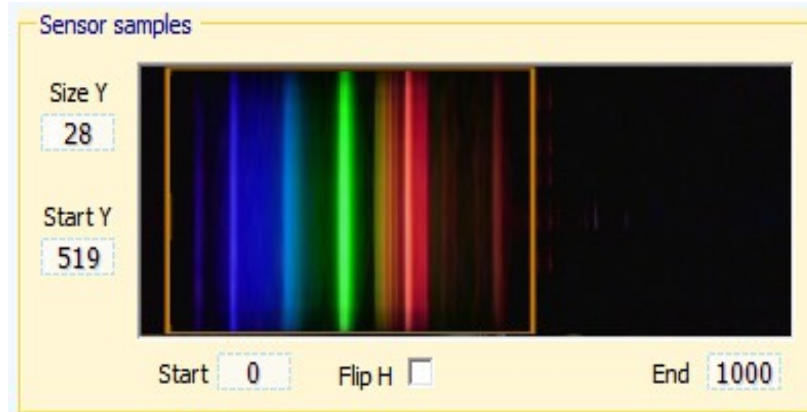 Sensor samples
Size Y
28
Start Y
519
Start 0 Flip H End 1000